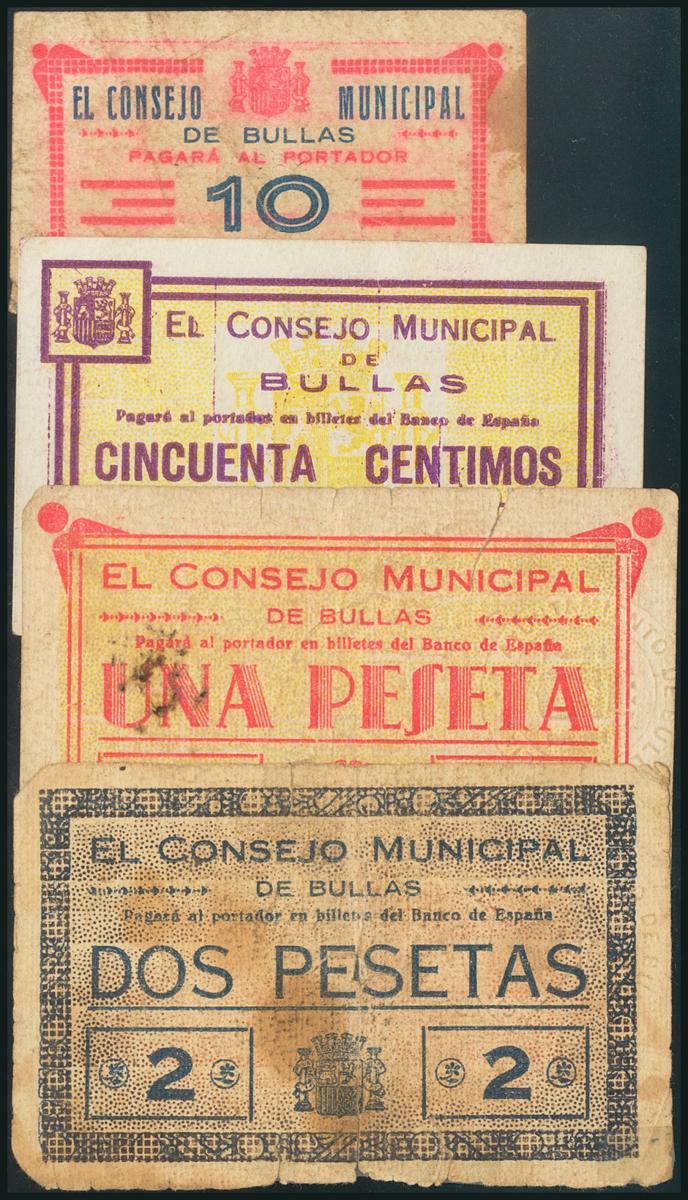 EL CONSEJO MUNICIPAL
DE BULLAS
PAGARÁ AL PORTADOR
10
EL CONSEJO MUNICIPAL
DE
BULLAS
Pagará al portador en billetes del Banco de España
CINCUENTA CENTIMOS
EL CONSEJO MUNICIPAL
DE BULLAS
Pagará al portador en billetes del Banco de España
UNA PESETA
EL CONSEJO MUNICIPAL
DE BULLAS
Pagará al portador en billetes del Banco de España
DOS PESETAS
2 2